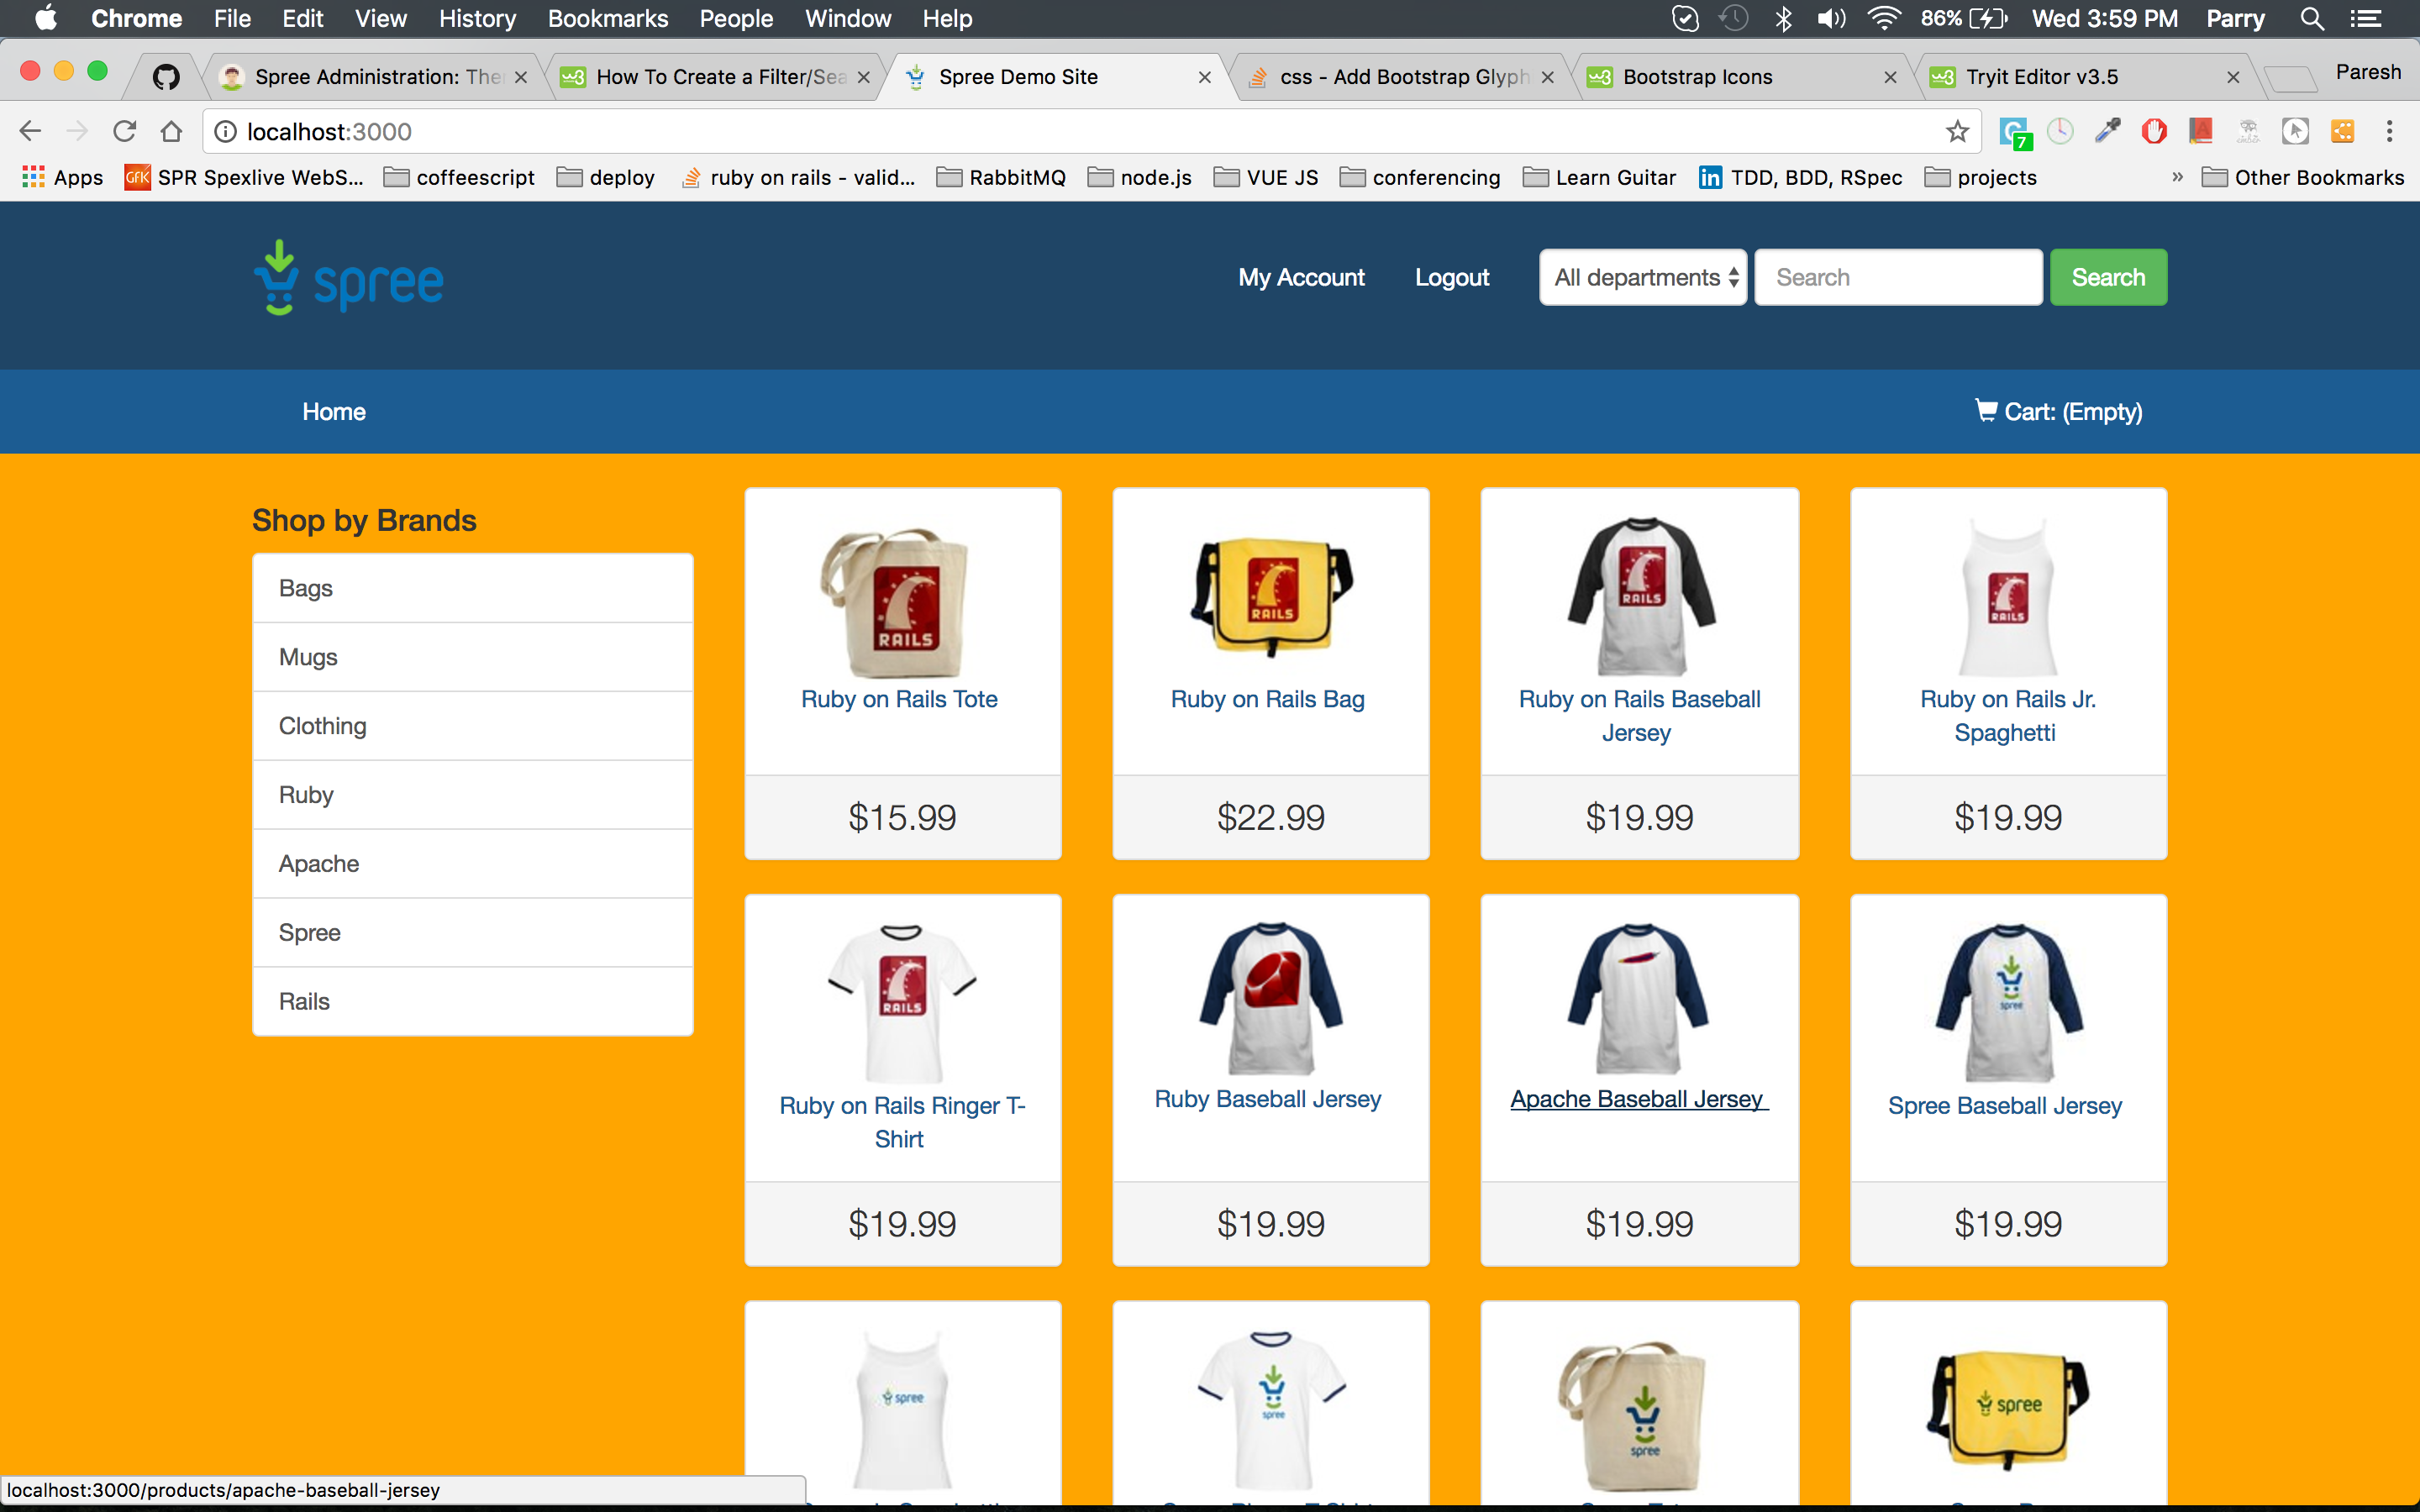 Chrome File Edit View History Bookmarks People Window Help 86% Wed 3:59 PM Parry
Spree Administration: The
How To Create a Filter/Sea
Spree Demo Site
css - Add Bootstrap Glyph
Bootstrap Icons
Tryit Editor v3.5
Paresh
localhost:3000
7
Apps SPR Spexlive WebS... coffeescript deploy ruby on rails - valid... RabbitMQ node.js VUE JS conferencing Learn Guitar TDD, BDD, RSpec projects » Other Bookmarks
spree
My Account Logout All departments Search Search
Home Cart: (Empty)
Shop by Brands
Bags
Mugs
Clothing
Ruby
Apache
Spree
Rails
RAILS
Ruby on Rails Tote
$15.99
RAILS
Ruby on Rails Bag
$22.99
RAILS
Ruby on Rails Baseball
Jersey
$19.99
RAILS
Ruby on Rails Jr.
Spaghetti
$19.99
RAILS
Ruby on Rails Ringer T-
Shirt
$19.99
Ruby Baseball Jersey
$19.99
Apache Baseball Jersey
$19.99
spree
Spree Baseball Jersey
$19.99
spree
spree
spree
spree
localhost:3000/products/apache-baseball-jersey